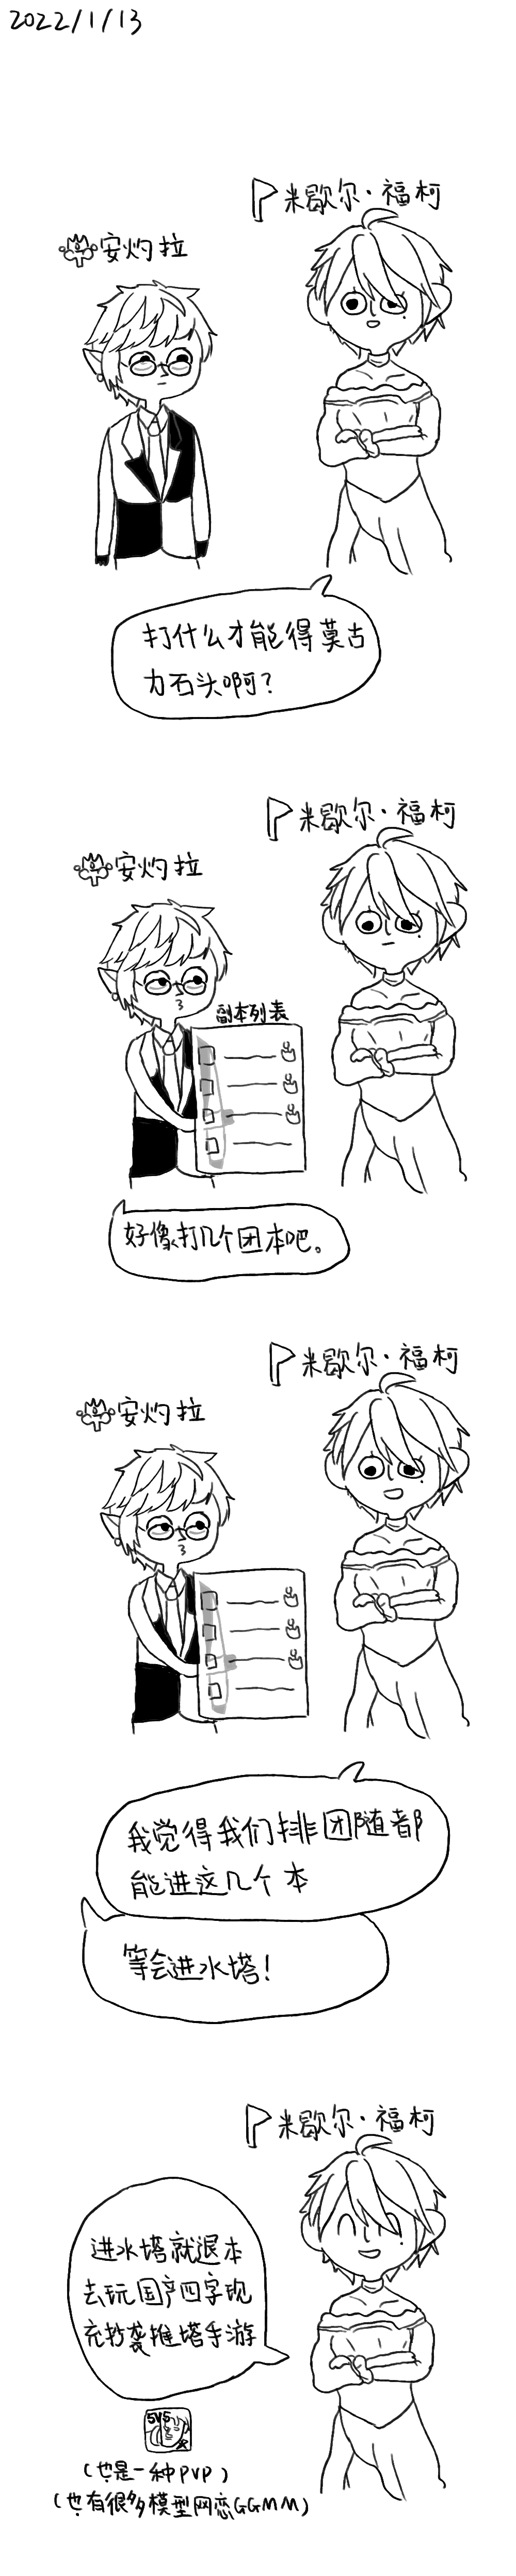 2022/1/13
米歇尔·福柯
安灼拉
打什么才能得莫古
力石头啊?
米歇尔·福柯
安灼拉
副本列表
好像打几个团本吧。
米歇尔·福柯
安灼拉
我觉得我们排团随都
能进这几个本
等会进水塔!
米歇尔·福柯
进水塔就退本
去玩国产四字现
充抄袭推塔手游
5V5
(也是一种PVP)
(也有很多模型网恋GGMM)